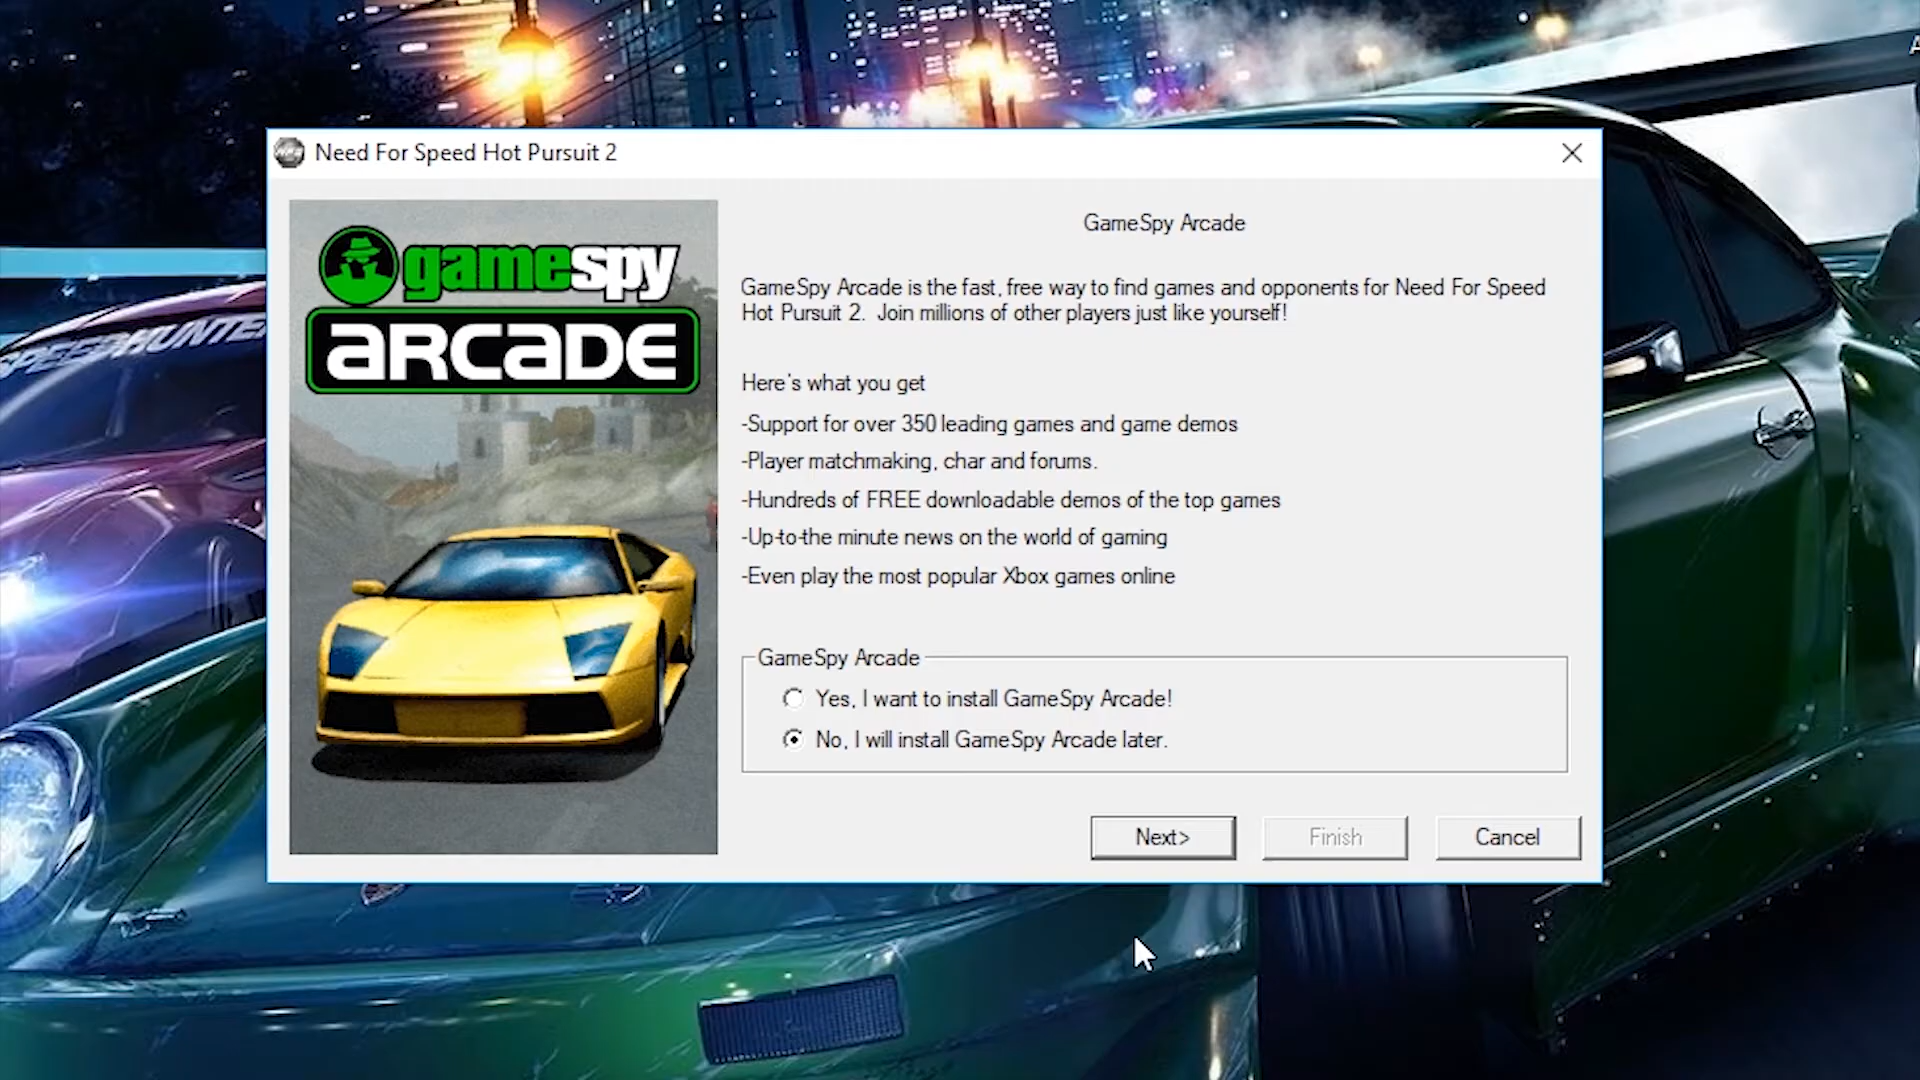 Need For Speed Hot Pursuit 2
gamespy
ARCADE
SPEEDHUNTE
GameSpy Arcade
GameSpy Arcade is the fast, free way to find games and opponents for Need For Speed
Hot Pursuit 2. Join millions of other players just like yourself!
Here's what you get
-Support for over 350 leading games and game demos
-Player matchmaking, char and forums.
-Hundreds of FREE downloadable demos of the top games
-Up-to-the minute news on the world of gaming
-Even play the most popular Xbox games online
GameSpy Arcade
Yes, I want to install GameSpy Arcade!
No, I will install GameSpy Arcade later.
Next>
Finish
Cancel